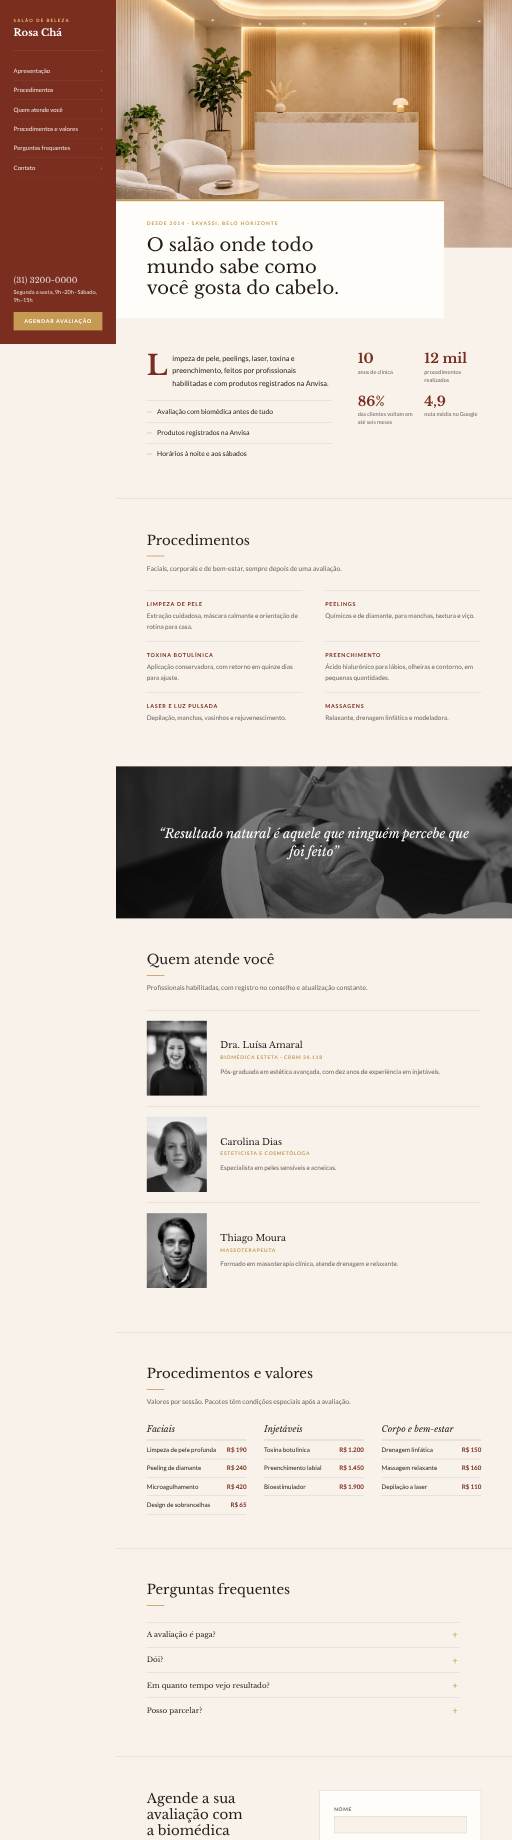 SALÃO DE BELEZA
Rosa Chá
Apresentação
Procedimentos
Quem atende você
Procedimentos e valores
Perguntas frequentes
Contato
(31) 3200-0000
Segunda a sexta, 9h–20h · Sábado,
9h–15h
AGENDAR AVALIAÇÃO
DESDE 2014 · SAVASSI, BELO HORIZONTE
O salão onde todo
mundo sabe como
você gosta do cabelo.
Limpeza de pele, peelings, laser, toxina e
preenchimento, feitos por profissionais
habilitadas e com produtos registrados na Anvisa.
— Avaliação com biomédica antes de tudo
— Produtos registrados na Anvisa
— Horários à noite e aos sábados
10
anos de clínica
12 mil
procedimentos
realizados
86%
das clientes voltam em
até seis meses
4,9
nota média no Google
Procedimentos
Faciais, corporais e de bem-estar, sempre depois de uma avaliação.
LIMPEZA DE PELE
Extração cuidadosa, máscara calmante e orientação de
rotina para casa.
PEELINGS
Químicos e de diamante, para manchas, textura e viço.
TOXINA BOTULÍNICA
Aplicação conservadora, com retorno em quinze dias
para ajuste.
PREENCHIMENTO
Ácido hialurônico para lábios, olheiras e contorno, em
pequenas quantidades.
LASER E LUZ PULSADA
Depilação, manchas, vasinhos e rejuvenescimento.
MASSAGENS
Relaxante, drenagem linfática e modeladora.
“Resultado natural é aquele que ninguém percebe que
foi feito”
Quem atende você
Profissionais habilitadas, com registro no conselho e atualização constante.
Dra. Luísa Amaral
BIOMÉDICA ESTETA · CRBM 38.118
Pós-graduada em estética avançada, com dez anos de experiência em injetáveis.
Carolina Dias
ESTETICISTA E COSMETÓLOGA
Especialista em peles sensíveis e acneicas.
Thiago Moura
MASSOTERAPEUTA
Formado em massoterapia clínica, atende drenagem e relaxante.
Procedimentos e valores
Valores por sessão. Pacotes têm condições especiais após a avaliação.
Faciais
Limpeza de pele profunda R$ 190
Peeling de diamante R$ 240
Microagulhamento R$ 420
Design de sobrancelhas R$ 65
Injetáveis
Toxina botulínica R$ 1.200
Preenchimento labial R$ 1.450
Bioestimulador R$ 1.900
Corpo e bem-estar
Drenagem linfática R$ 150
Massagem relaxante R$ 160
Depilação a laser R$ 110
Perguntas frequentes
A avaliação é paga? +
Dói? +
Em quanto tempo vejo resultado? +
Posso parcelar? +
Agende a sua
avaliação com
a biomédica
NOME